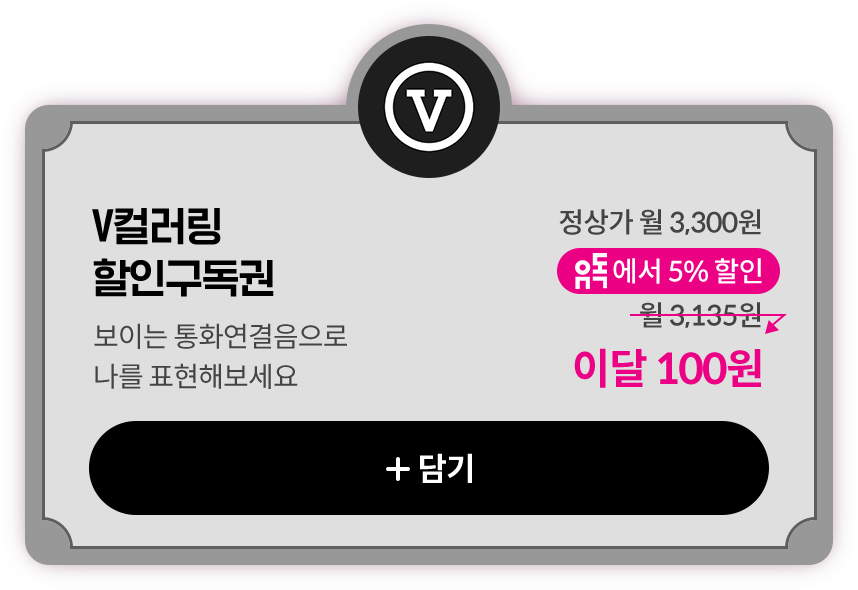 V
V컬러링
할인구독권
보이는 통화연결음으로
나를 표현해보세요
정상가 월 3,300원
유독에서 5% 할인
월 3,135원
이달 100원
+ 담기